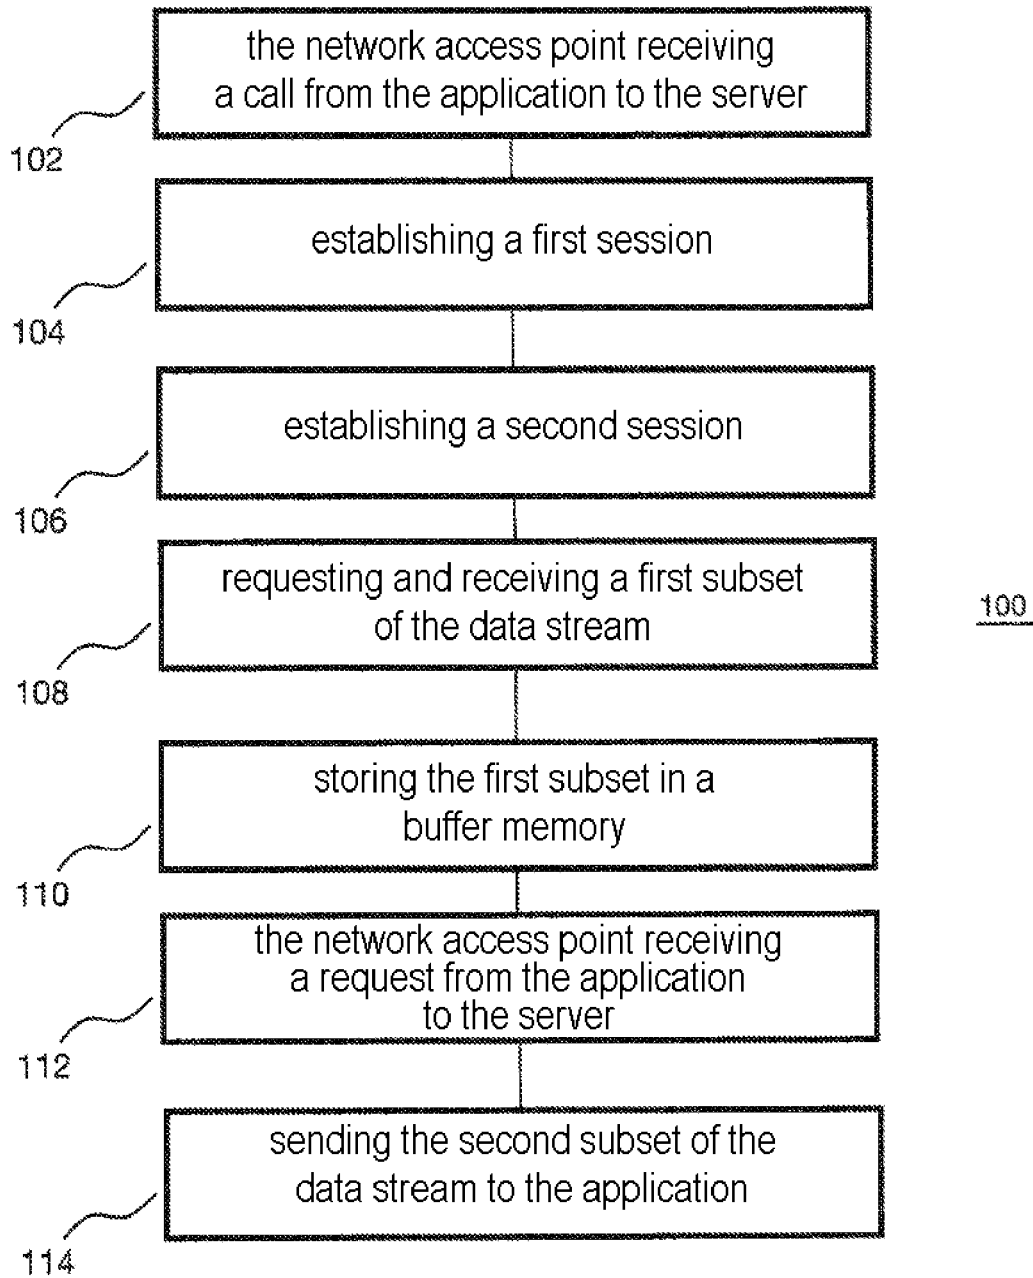 the network access point receiving
a call from the application to the server
102
establishing a first session
104
establishing a second session
106
requesting and receiving a first subset
of the data stream
100
108
storing the first subset in a
buffer memory
110
the network access point receiving
a request from the application
to the server
112
sending the second subset of the
data stream to the application
114